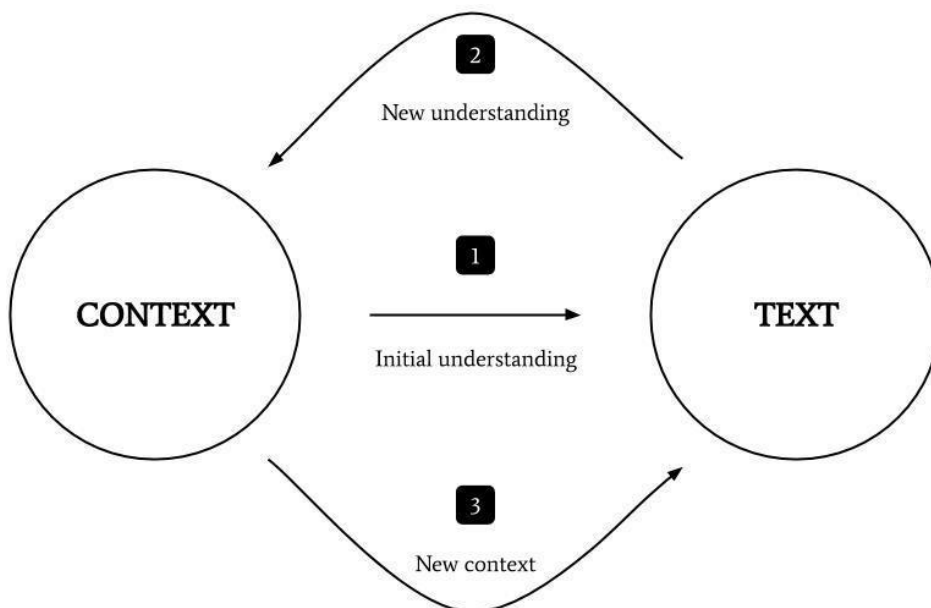 2
New understanding
1
CONTEXT
TEXT
Initial understanding
3
New context